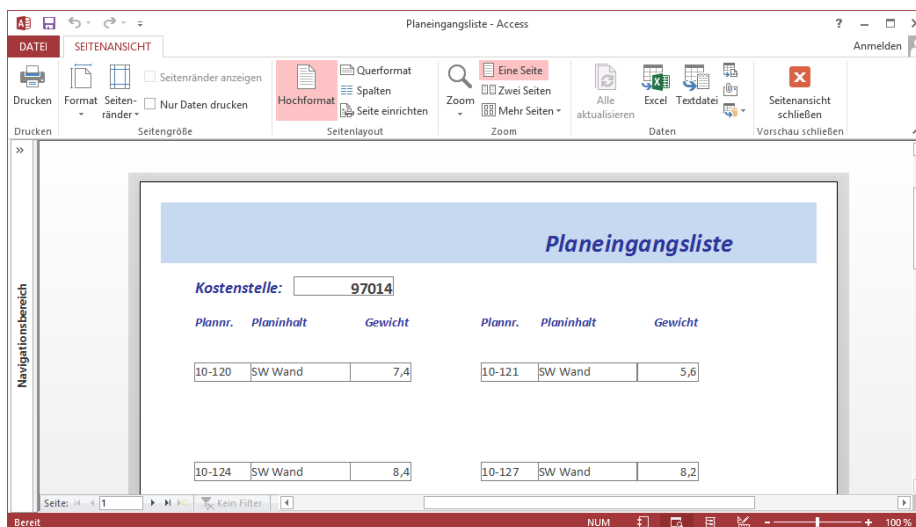 Planeingangsliste - Access
?
DATEI SEITENANSICHT Anmelden
Drucken
Format
Seiten-
ränder
Seitenränder anzeigen
Nur Daten drucken
Hochformat
Querformat
Spalten
Seite einrichten
Zoom
Eine Seite
Zwei Seiten
Mehr Seiten
Alle
aktualisieren
Excel
Textdatei
Seitenansicht
schließen
Drucken Seitengröße Seitenlayout Zoom Daten Vorschau schließen
»
Navigationsbereich
Planeingangsliste
Kostenstelle: 97014
Plannr. Planinhalt Gewicht Plannr. Planinhalt Gewicht
10-120 SW Wand 7,4 10-121 SW Wand 5,6
10-124 SW Wand 8,4 10-127 SW Wand 8,2
Seite: 1 Kein Filter
Bereit NUM 100 %